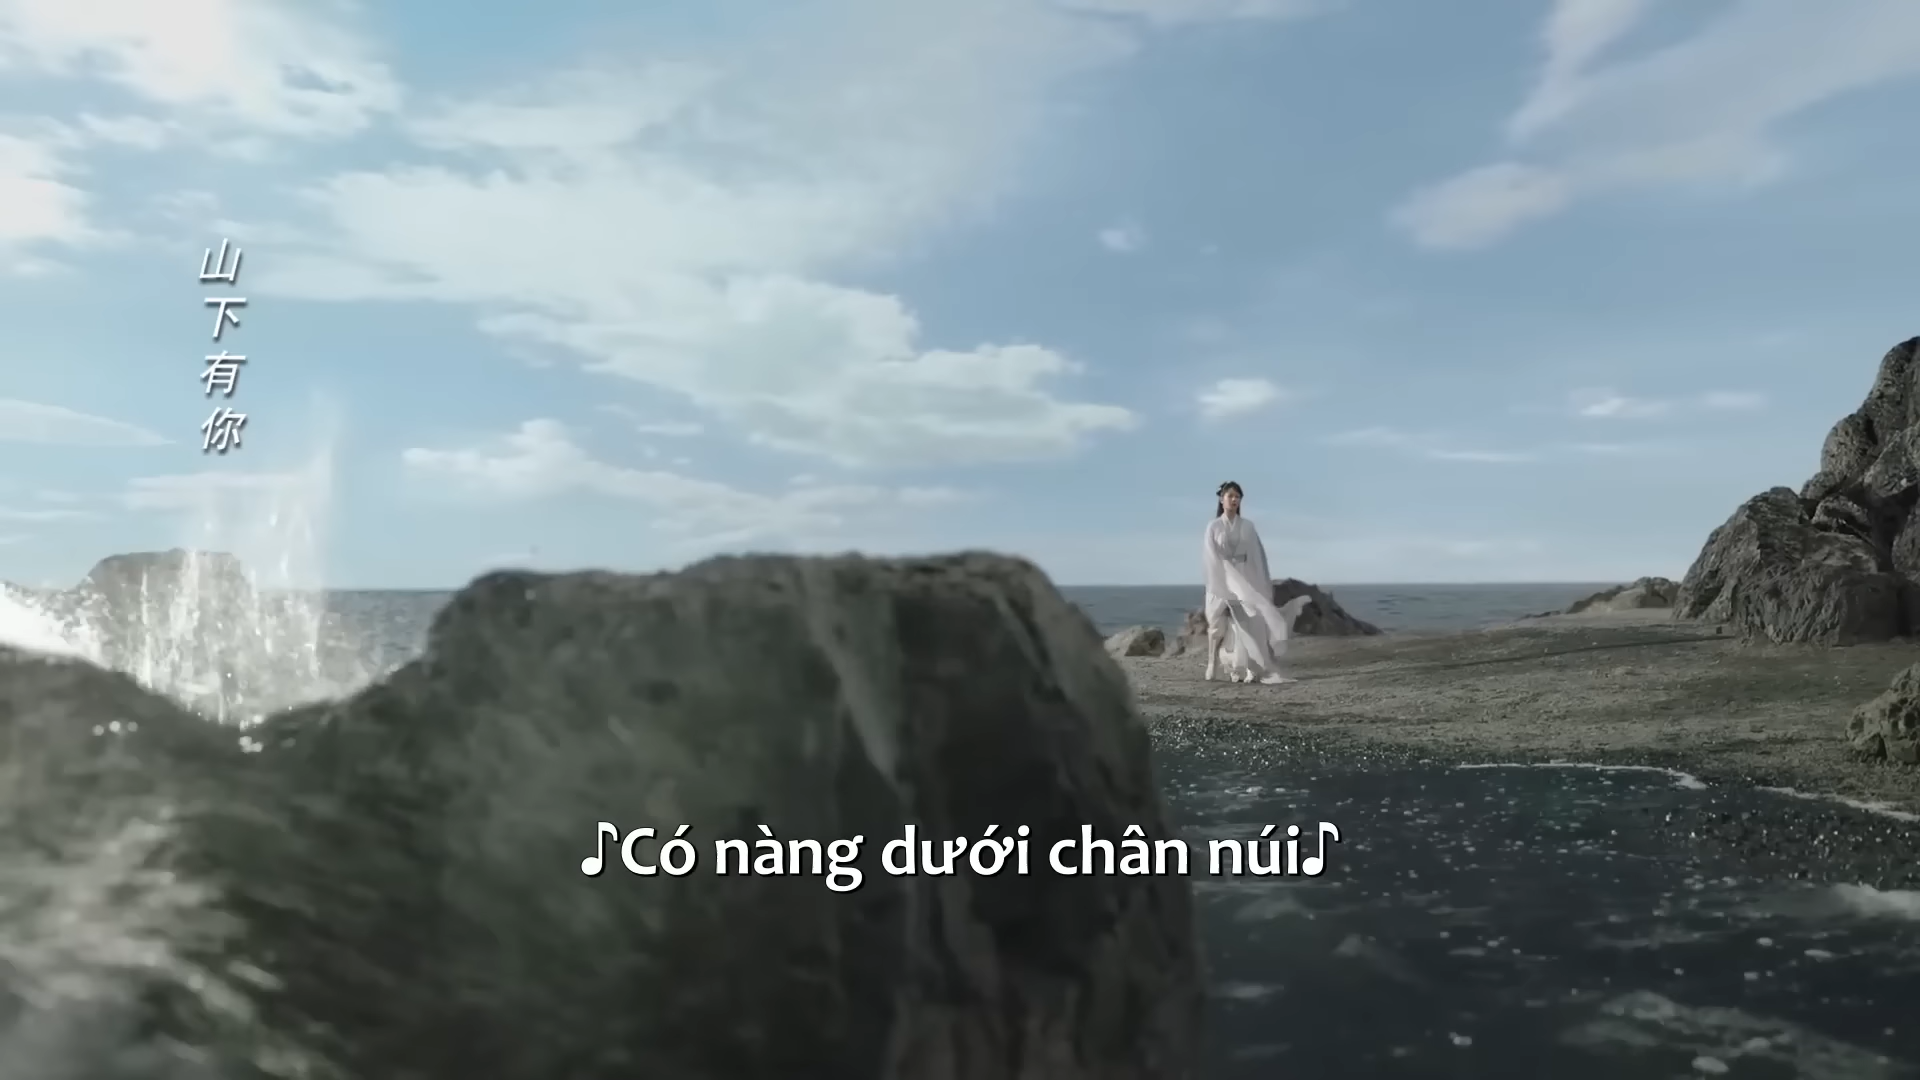 山下有你
♪Có nàng dưới chân núi♪